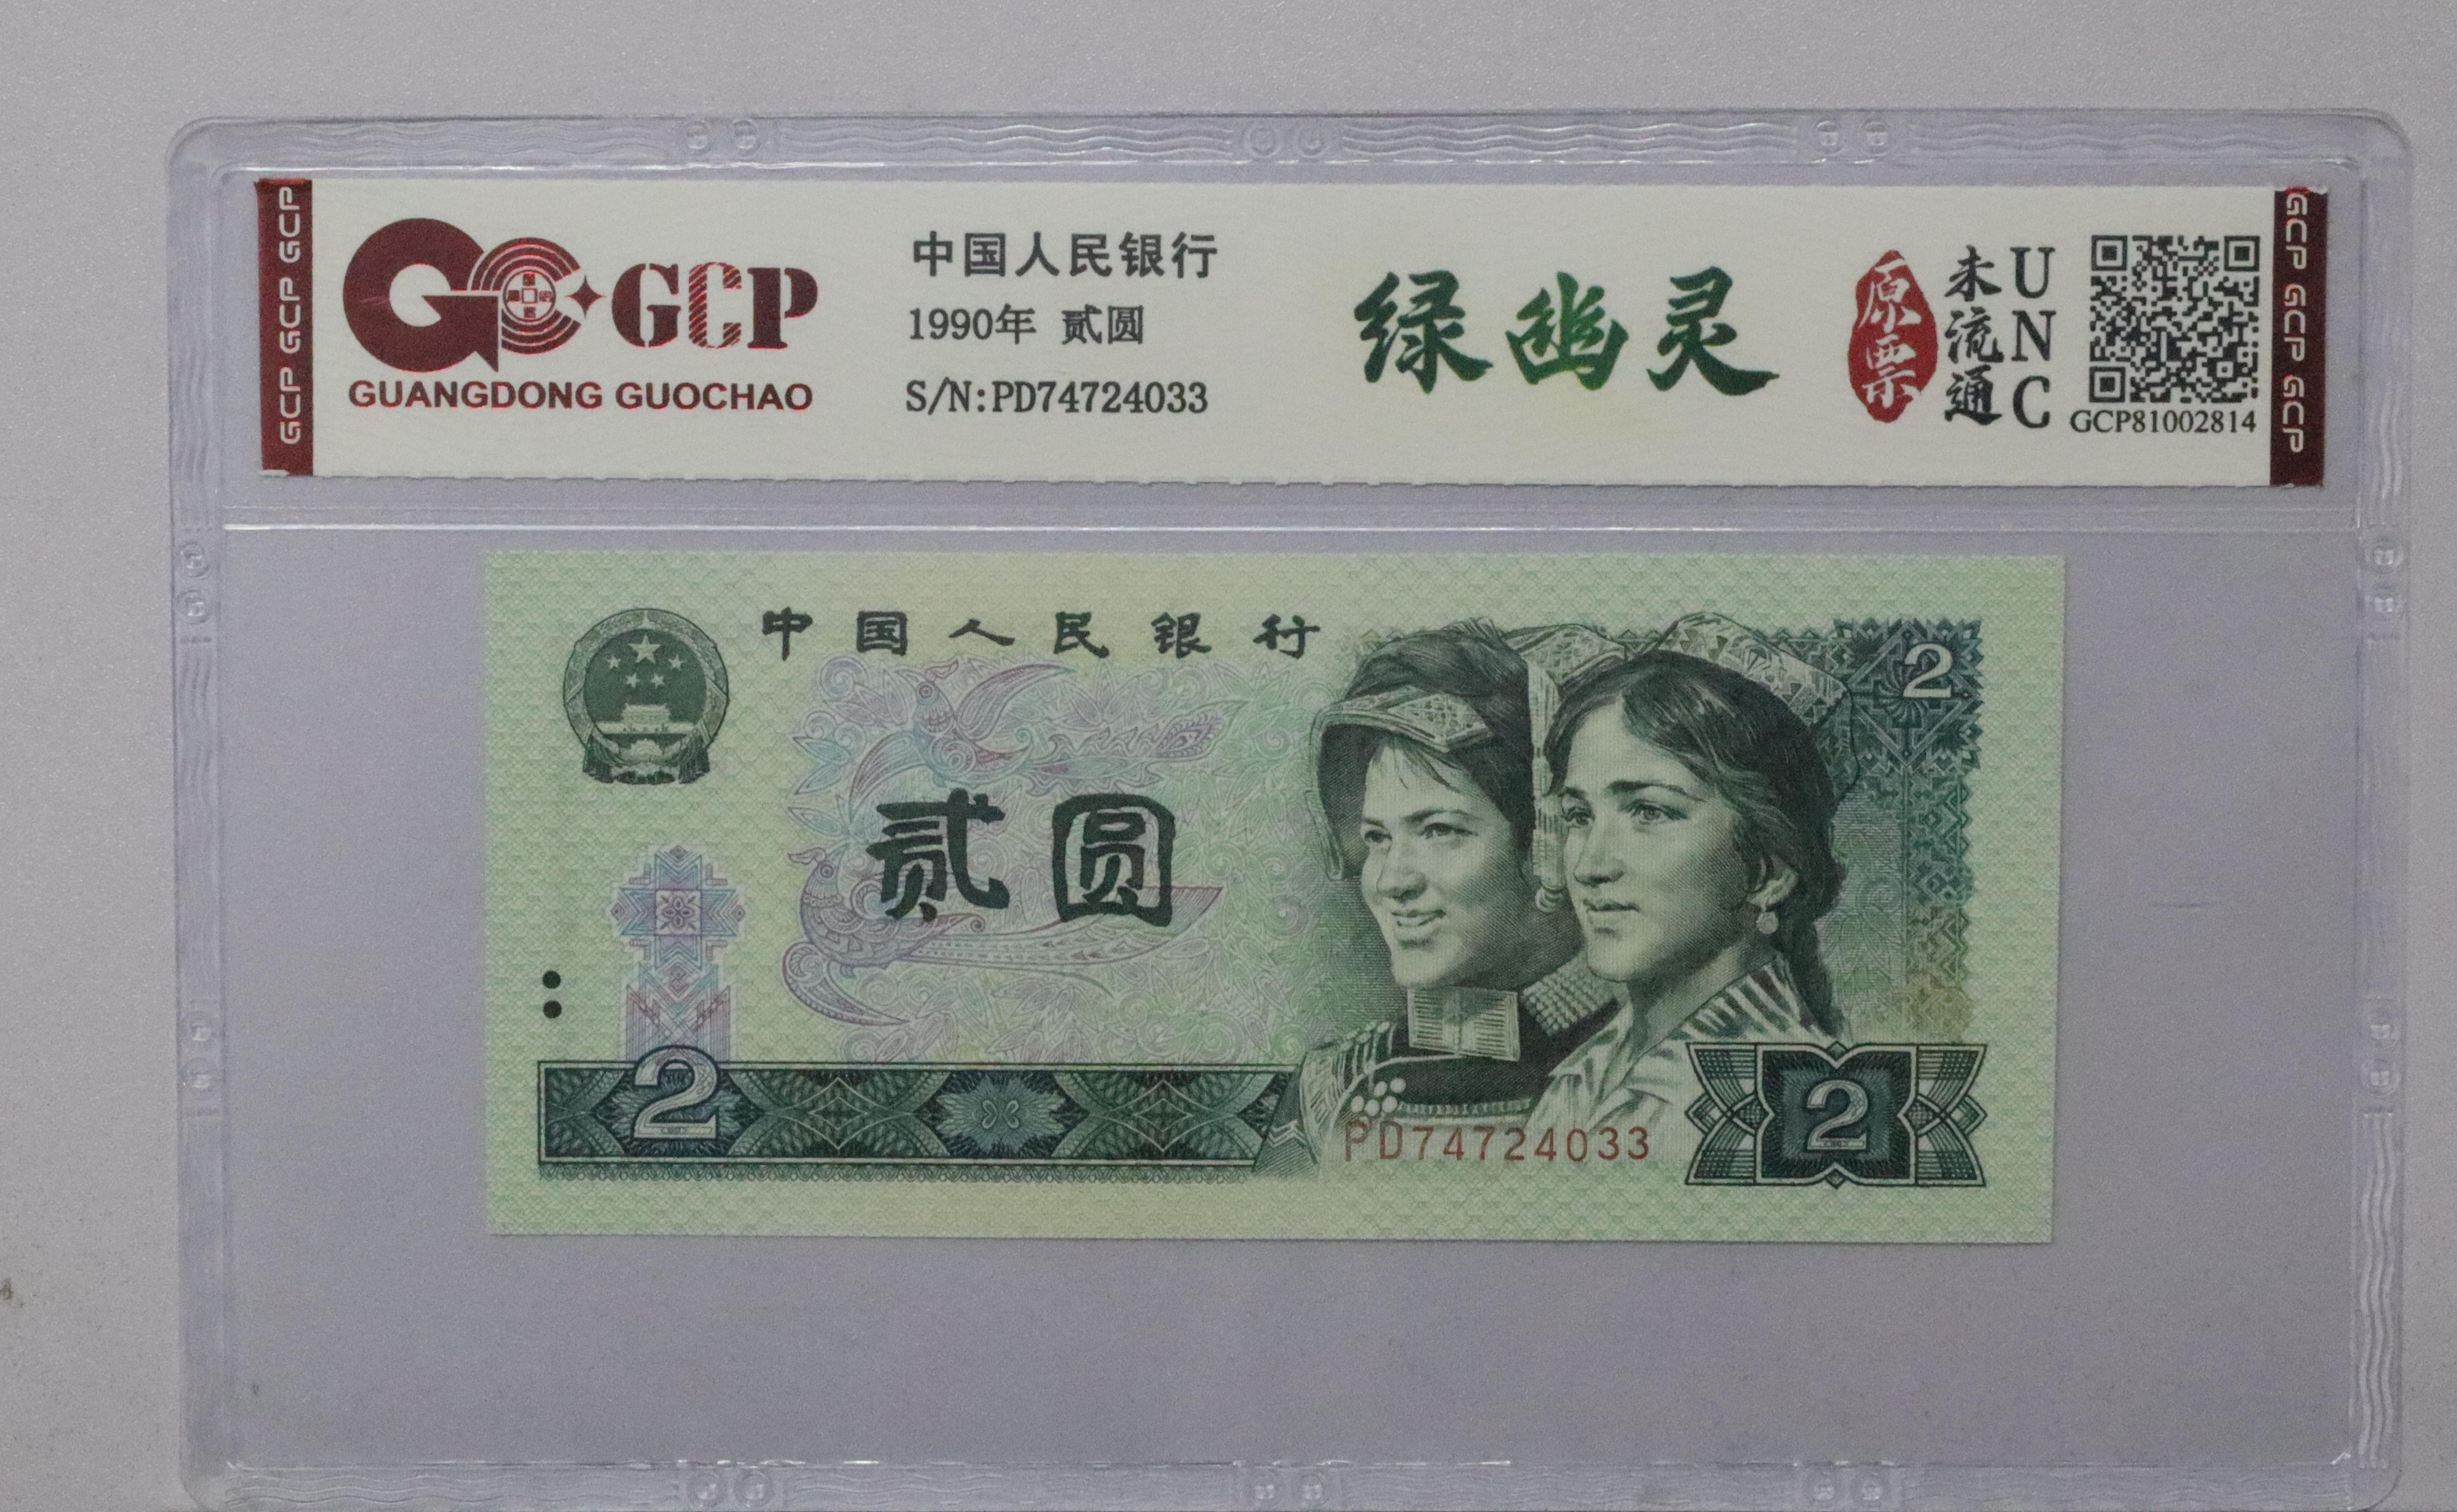 GCP GCP GCP
GCP
GUANGDONG GUOCHAO
中国人民银行
1990年 贰圆
S/N:PD74724033
绿幽灵
原票
未流通
UNC
GCP81002814
GCP GCP GCP
中国人民银行
2
贰圆
2
PD74724033
2